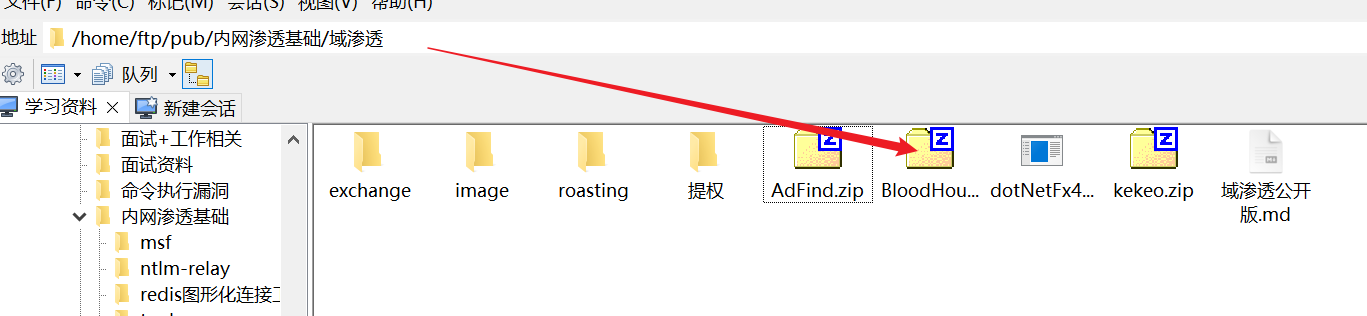 文件(F) 命令(C) 标记(M) 会话(S) 视图(V) 帮助(H)
地址 /home/ftp/pub/内网渗透基础/域渗透
队列
学习资料 新建会话
面试+工作相关
面试资料
命令执行漏洞
内网渗透基础
msf
ntlm-relay
redis图形化连接工
exchange
image
roasting
提权
AdFind.zip
BloodHou...
dotNetFx4...
kekeo.zip
域渗透公开
版.md